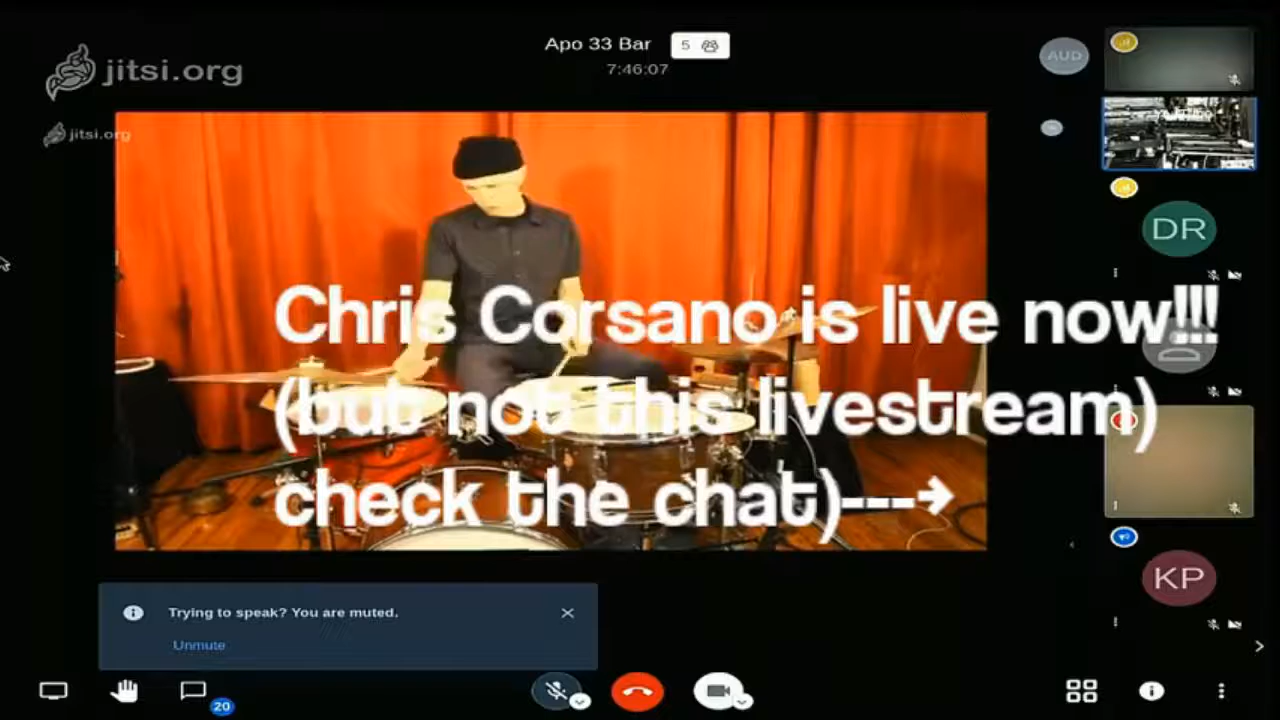 Apo 33 Bar 5
7:46:07
AUD
jitsi.org
jitsi.org
DR
Chris Corsano is live now!!!
(but not this livestream)
check the chat)--->
KP
Trying to speak? You are muted.
Unmute
20